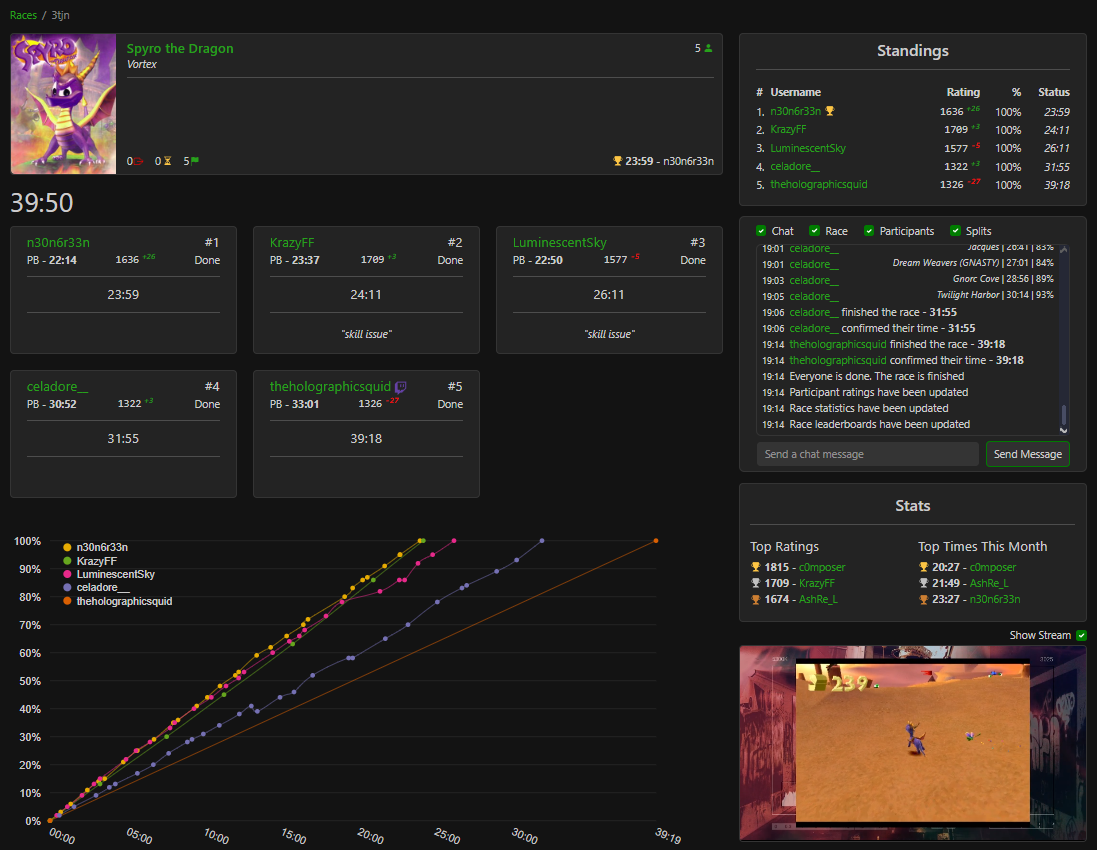 Races / 3tjn
SPYRO
Spyro the Dragon
5
Vortex
0 0 5
23:59 - n30n6r33n
39:50
n30n6r33n #1
PB - 22:14 1636 +26 Done
23:59
KrazyFF #2
PB - 23:37 1709 +3 Done
24:11
"skill issue"
LuminescentSky #3
PB - 22:50 1577 -5 Done
26:11
"skill issue"
celadore__ #4
PB - 30:52 1322 +3 Done
31:55
theholographicsquid #5
PB - 33:01 1326 -27 Done
39:18
100%
90%
80%
70%
60%
50%
40%
30%
20%
10%
0%
n30n6r33n
KrazyFF
LuminescentSky
celadore__
theholographicsquid
00:00 05:00 10:00 15:00 20:00 25:00 30:00 39:19
Standings
# Username Rating % Status
1. n30n6r33n 1636 +26 100% 23:59
2. KrazyFF 1709 +3 100% 24:11
3. LuminescentSky 1577 -5 100% 26:11
4. celadore__ 1322 +3 100% 31:55
5. theholographicsquid 1326 -27 100% 39:18
Chat Race Participants Splits
19:01 celadore__ Jacques | 26:41 | 83%
19:01 celadore__ Dream Weavers (GNASTY) | 27:01 | 84%
19:03 celadore__ Gnorc Cove | 28:56 | 89%
19:05 celadore__ Twilight Harbor | 30:14 | 93%
19:06 celadore__ finished the race - 31:55
19:06 celadore__ confirmed their time - 31:55
19:14 theholographicsquid finished the race - 39:18
19:14 theholographicsquid confirmed their time - 39:18
19:14 Everyone is done. The race is finished
19:14 Participant ratings have been updated
19:14 Race statistics have been updated
19:14 Race leaderboards have been updated
Send a chat message
Send Message
Stats
Top Ratings
1815 - c0mposer
1709 - KrazyFF
1674 - AshRe_L
Top Times This Month
20:27 - c0mposer
21:49 - AshRe_L
23:27 - n30n6r33n
Show Stream
239